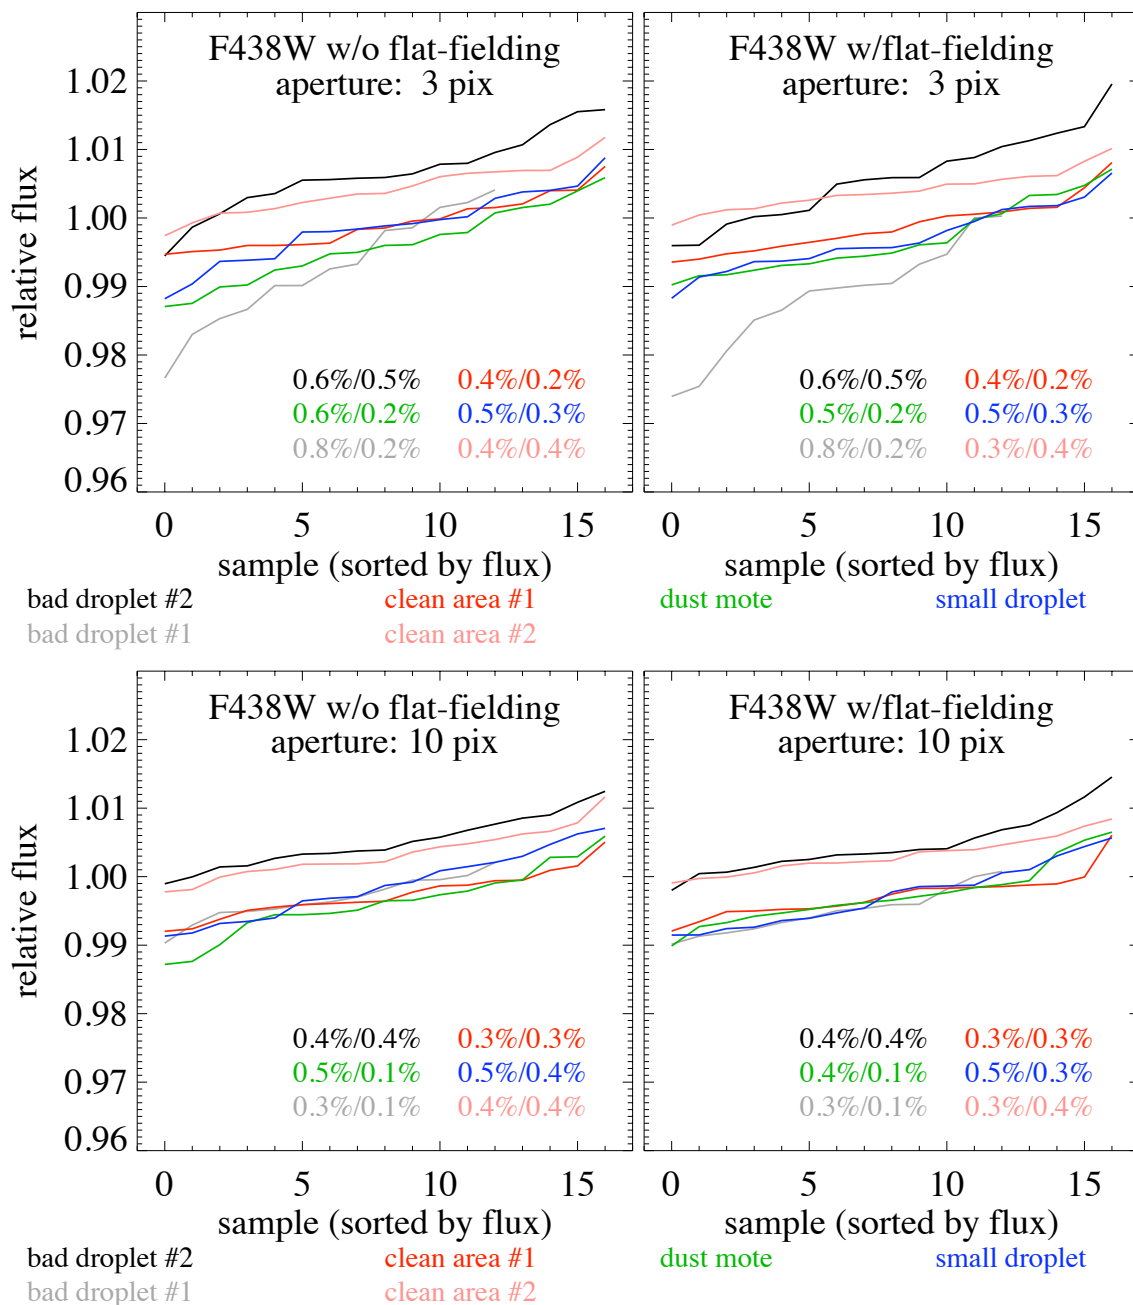 F438W w/o flat-fielding
aperture: 3 pix
relative flux
1.02
1.01
1.00
0.99
0.98
0.97
0.96
0.6%/0.5% 0.4%/0.2%
0.6%/0.2% 0.5%/0.3%
0.8%/0.2% 0.4%/0.4%
0 5 10 15
sample (sorted by flux)
F438W w/flat-fielding
aperture: 3 pix
0.6%/0.5% 0.4%/0.2%
0.5%/0.2% 0.5%/0.3%
0.8%/0.2% 0.3%/0.4%
0 5 10 15
sample (sorted by flux)
bad droplet #2 clean area #1 dust mote small droplet
bad droplet #1 clean area #2
F438W w/o flat-fielding
aperture: 10 pix
relative flux
1.02
1.01
1.00
0.99
0.98
0.97
0.96
0.4%/0.4% 0.3%/0.3%
0.5%/0.1% 0.5%/0.4%
0.3%/0.1% 0.4%/0.4%
0 5 10 15
sample (sorted by flux)
F438W w/flat-fielding
aperture: 10 pix
0.4%/0.4% 0.3%/0.3%
0.4%/0.1% 0.5%/0.3%
0.3%/0.1% 0.3%/0.4%
0 5 10 15
sample (sorted by flux)
bad droplet #2 clean area #1 dust mote small droplet
bad droplet #1 clean area #2